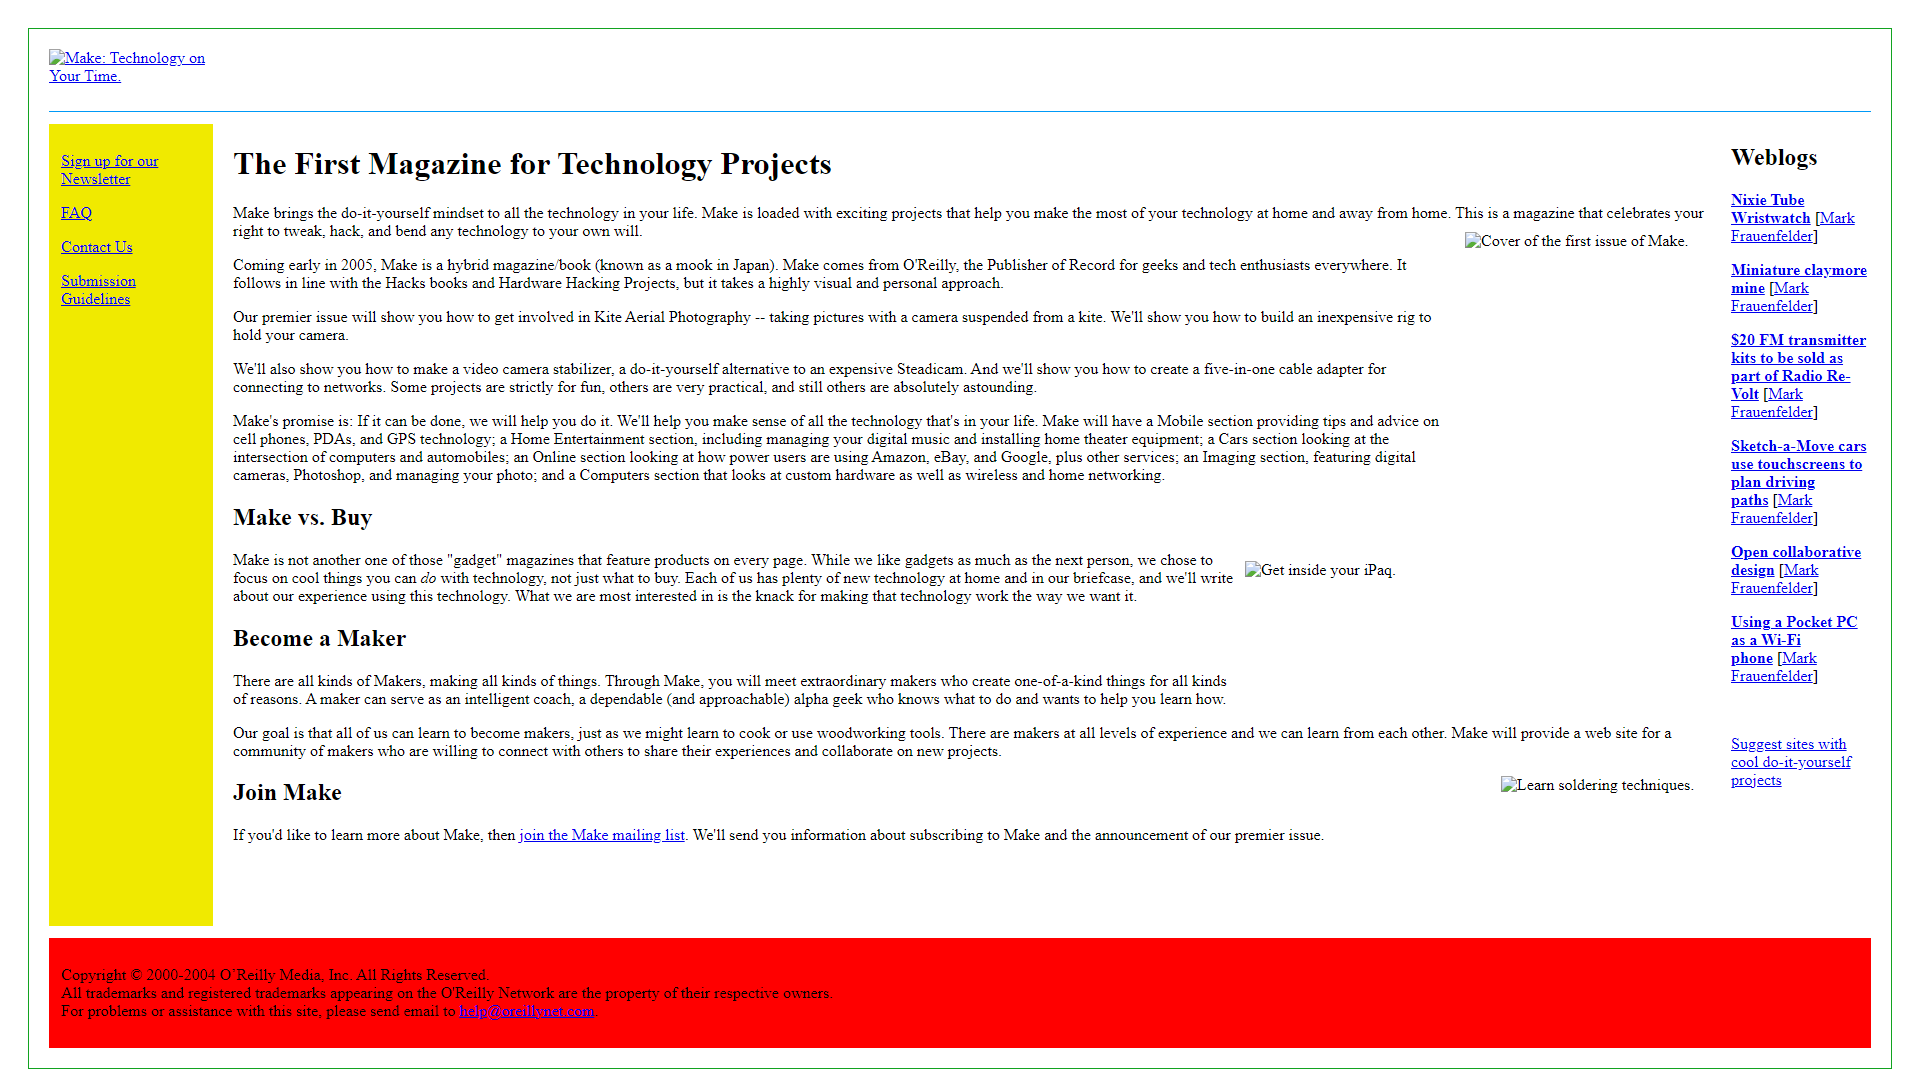 Make: Technology on
Your Time.
Sign up for our
Newsletter
FAQ
Contact Us
Submission
Guidelines
The First Magazine for Technology Projects
Make brings the do-it-yourself mindset to all the technology in your life. Make is loaded with exciting projects that help you make the most of your technology at home and away from home. This is a magazine that celebrates your
right to tweak, hack, and bend any technology to your own will.
Cover of the first issue of Make.
Coming early in 2005, Make is a hybrid magazine/book (known as a mook in Japan). Make comes from O'Reilly, the Publisher of Record for geeks and tech enthusiasts everywhere. It
follows in line with the Hacks books and Hardware Hacking Projects, but it takes a highly visual and personal approach.
Our premier issue will show you how to get involved in Kite Aerial Photography -- taking pictures with a camera suspended from a kite. We'll show you how to build an inexpensive rig to
hold your camera.
We'll also show you how to make a video camera stabilizer, a do-it-yourself alternative to an expensive Steadicam. And we'll show you how to create a five-in-one cable adapter for
connecting to networks. Some projects are strictly for fun, others are very practical, and still others are absolutely astounding.
Make's promise is: If it can be done, we will help you do it. We'll help you make sense of all the technology that's in your life. Make will have a Mobile section providing tips and advice on
cell phones, PDAs, and GPS technology; a Home Entertainment section, including managing your digital music and installing home theater equipment; a Cars section looking at the
intersection of computers and automobiles; an Online section looking at how power users are using Amazon, eBay, and Google, plus other services; an Imaging section, featuring digital
cameras, Photoshop, and managing your photo; and a Computers section that looks at custom hardware as well as wireless and home networking.
Make vs. Buy
Make is not another one of those "gadget" magazines that feature products on every page. While we like gadgets as much as the next person, we chose to
focus on cool things you can do with technology, not just what to buy. Each of us has plenty of new technology at home and in our briefcase, and we'll write
about our experience using this technology. What we are most interested in is the knack for making that technology work the way we want it.
Get inside your iPaq.
Become a Maker
There are all kinds of Makers, making all kinds of things. Through Make, you will meet extraordinary makers who create one-of-a-kind things for all kinds
of reasons. A maker can serve as an intelligent coach, a dependable (and approachable) alpha geek who knows what to do and wants to help you learn how.
Our goal is that all of us can learn to become makers, just as we might learn to cook or use woodworking tools. There are makers at all levels of experience and we can learn from each other. Make will provide a web site for a
community of makers who are willing to connect with others to share their experiences and collaborate on new projects.
Learn soldering techniques.
Join Make
If you'd like to learn more about Make, then join the Make mailing list. We'll send you information about subscribing to Make and the announcement of our premier issue.
Weblogs
Nixie Tube
Wristwatch [Mark
Frauenfelder]
Miniature claymore
mine [Mark
Frauenfelder]
$20 FM transmitter
kits to be sold as
part of Radio Re-
Volt [Mark
Frauenfelder]
Sketch-a-Move cars
use touchscreens to
plan driving
paths [Mark
Frauenfelder]
Open collaborative
design [Mark
Frauenfelder]
Using a Pocket PC
as a Wi-Fi
phone [Mark
Frauenfelder]
Suggest sites with
cool do-it-yourself
projects
Copyright © 2000-2004 O'Reilly Media, Inc. All Rights Reserved.
All trademarks and registered trademarks appearing on the O'Reilly Network are the property of their respective owners.
For problems or assistance with this site, please send email to help@oreillynet.com.